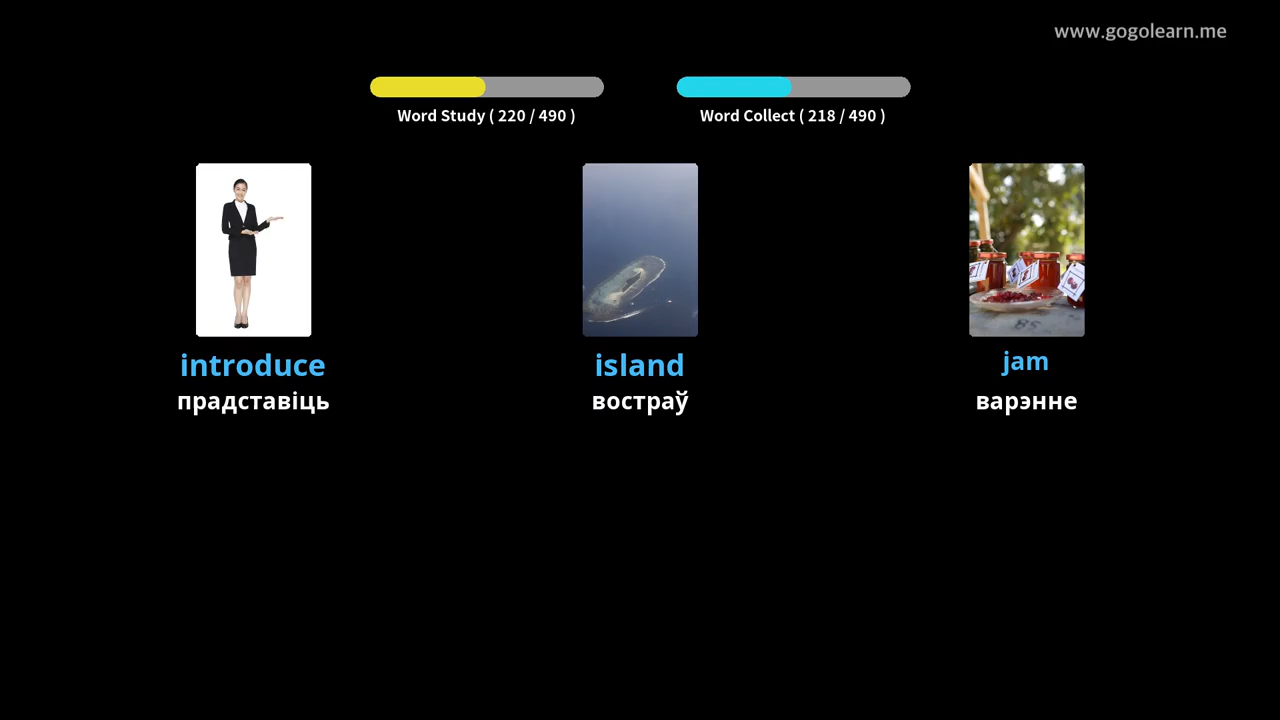 www.gogolearn.me
Word Study ( 220 / 490 )
Word Collect ( 218 / 490 )
introduce
прадставіць
island
востраў
jam
варэнне